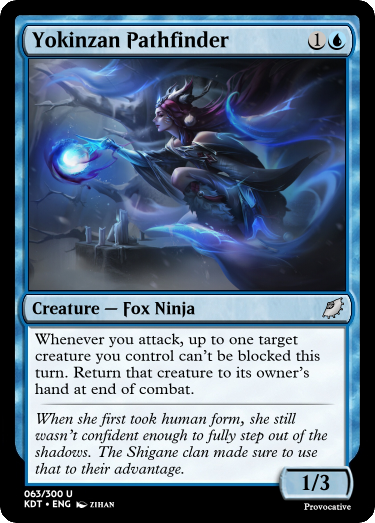 Yokinzan Pathfinder 1
Creature — Fox Ninja
Whenever you attack, up to one target
creature you control can't be blocked this
turn. Return that creature to its owner's
hand at end of combat.
When she first took human form, she still
wasn't confident enough to fully step out of the
shadows. The Shigane clan made sure to use
that to their advantage.
1/3
063/300 U
KDT • ENG ZIHAN
Provocative